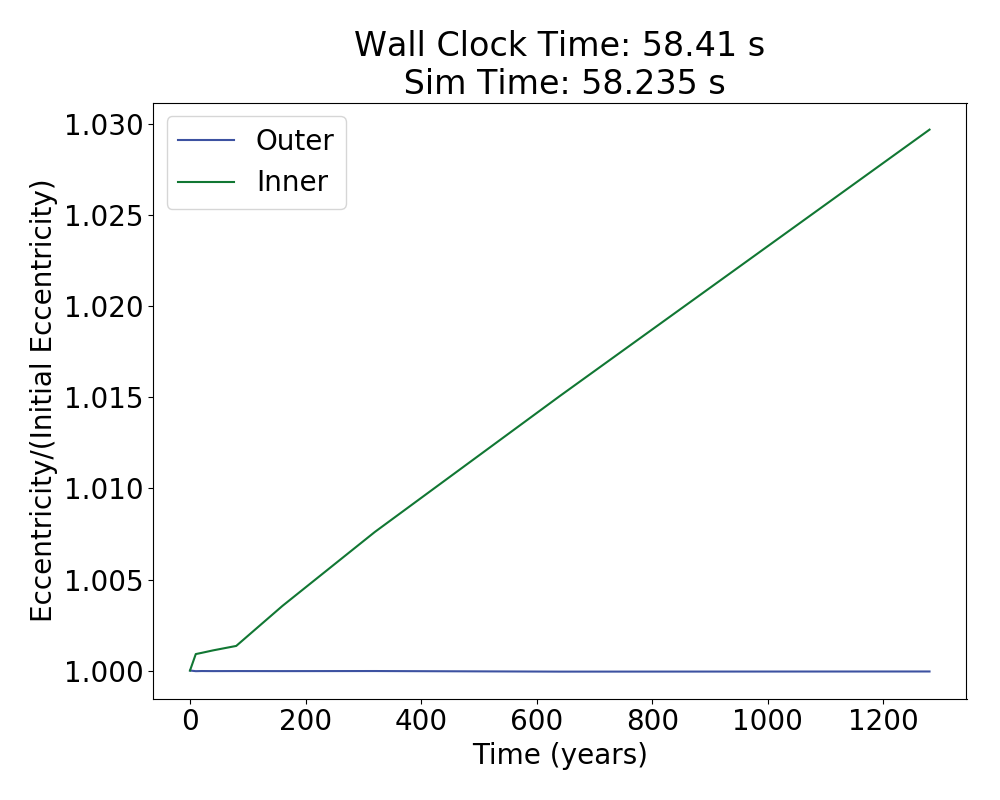 Wall Clock Time: 58.41 s
Sim Time: 58.235 s
Eccentricity/(Initial Eccentricity)
1.030
1.025
1.020
1.015
1.010
1.005
1.000
Outer
Inner
0 200 400 600 800 1000 1200
Time (years)